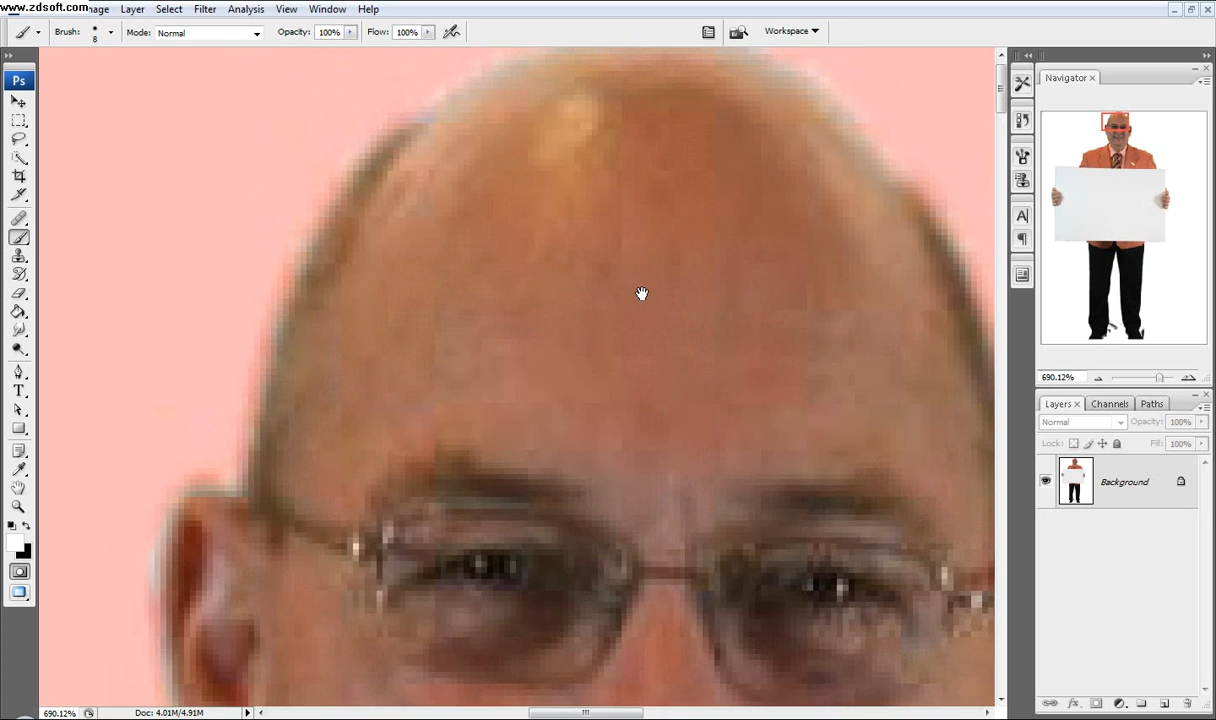 www.zdsoft.com
mage Layer Select Filter Analysis View Window Help
Brush: 8 Mode: Normal Opacity: 100% Flow: 100% Workspace
Ps
Navigator
T
A
690.12%
Layers Channels Paths
Normal Opacity: 100%
Lock: Fill: 100%
Background
690.12% Doc: 4.01M/4.91M